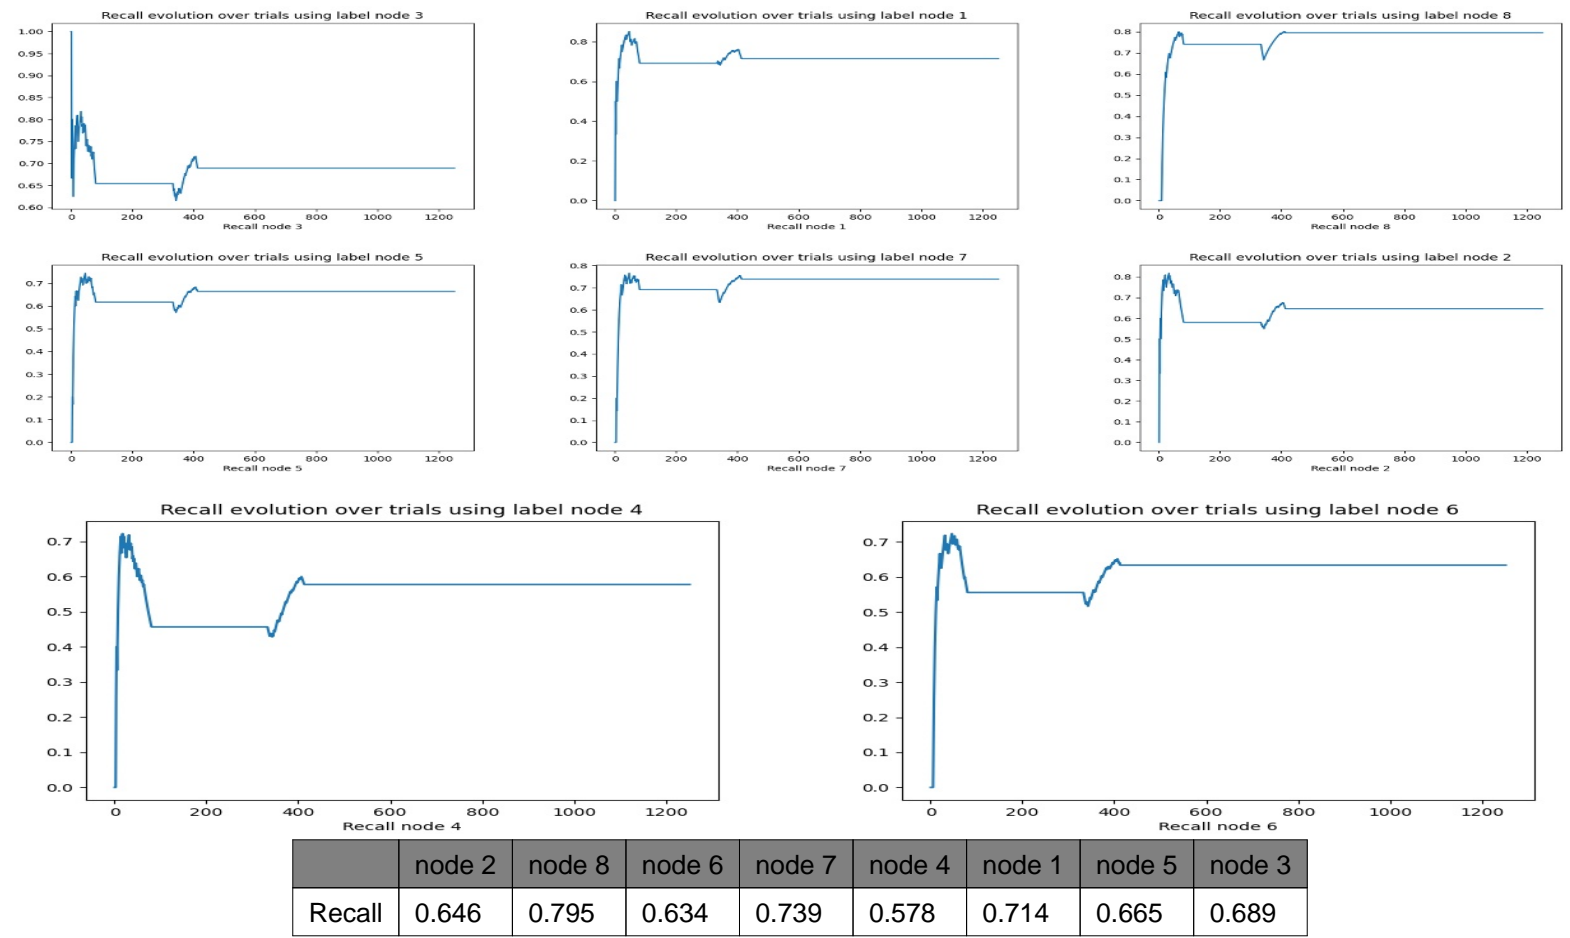 Recall evolution over trials using label node 3
1.00
0.95
0.90
0.85
0.80
0.75
0.70
0.65
0.60
0 200 400 600 800 1000 1200
Recall node 3
Recall evolution over trials using label node 1
0.8
0.6
0.4
0.2
0.0
0 200 400 600 800 1000 1200
Recall node 1
Recall evolution over trials using label node 8
0.8
0.7
0.6
0.5
0.4
0.3
0.2
0.1
0.0
0 200 400 600 800 1000 1200
Recall node 8
Recall evolution over trials using label node 5
0.7
0.6
0.5
0.4
0.3
0.2
0.1
0.0
0 200 400 600 800 1000 1200
Recall node 5
Recall evolution over trials using label node 7
0.8
0.7
0.6
0.5
0.4
0.3
0.2
0.1
0.0
0 200 400 600 800 1000 1200
Recall node 7
Recall evolution over trials using label node 2
0.8
0.7
0.6
0.5
0.4
0.3
0.2
0.1
0.0
0 200 400 600 800 1000 1200
Recall node 2
Recall evolution over trials using label node 4
0.7
0.6
0.5
0.4
0.3
0.2
0.1
0.0
0 200 400 600 800 1000 1200
Recall node 4
Recall evolution over trials using label node 6
0.7
0.6
0.5
0.4
0.3
0.2
0.1
0.0
0 200 400 600 800 1000 1200
Recall node 6
node 2 node 8 node 6 node 7 node 4 node 1 node 5 node 3
Recall 0.646 0.795 0.634 0.739 0.578 0.714 0.665 0.689